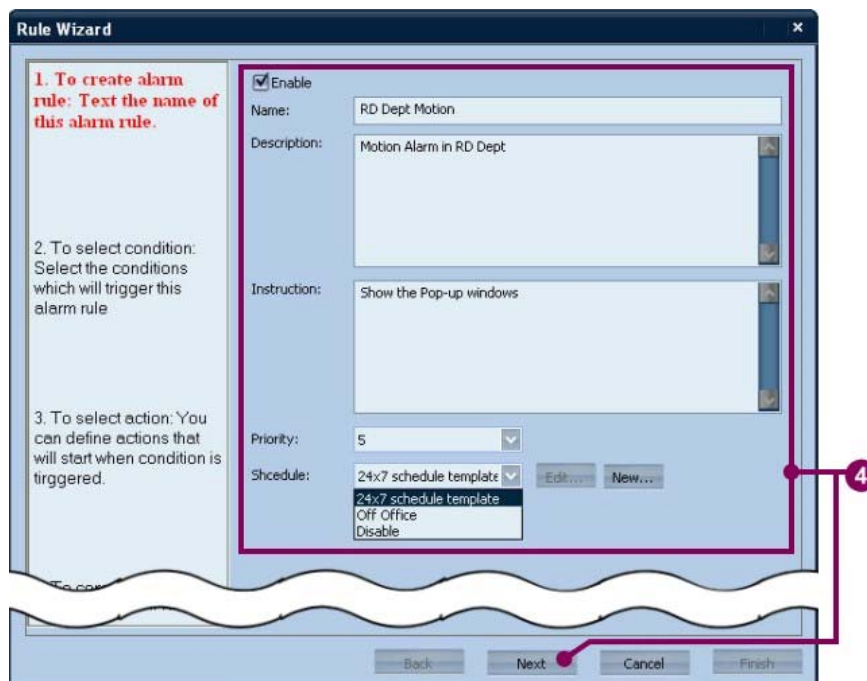 Rule Wizard
1. To create alarm
rule: Text the name of
this alarm rule.
2. To select condition:
Select the conditions
which will trigger this
alarm rule
3. To select action: You
can define actions that
will start when condition is
tirggered.
Enable
Name:
RD Dept Motion
Description:
Motion Alarm in RD Dept
Instruction:
Show the Pop-up windows
Priority:
5
Shcedule:
24x7 schedule template
Edit...
New...
24x7 schedule template
Off Office
Disable
4
Back
Next
Cancel
Finish